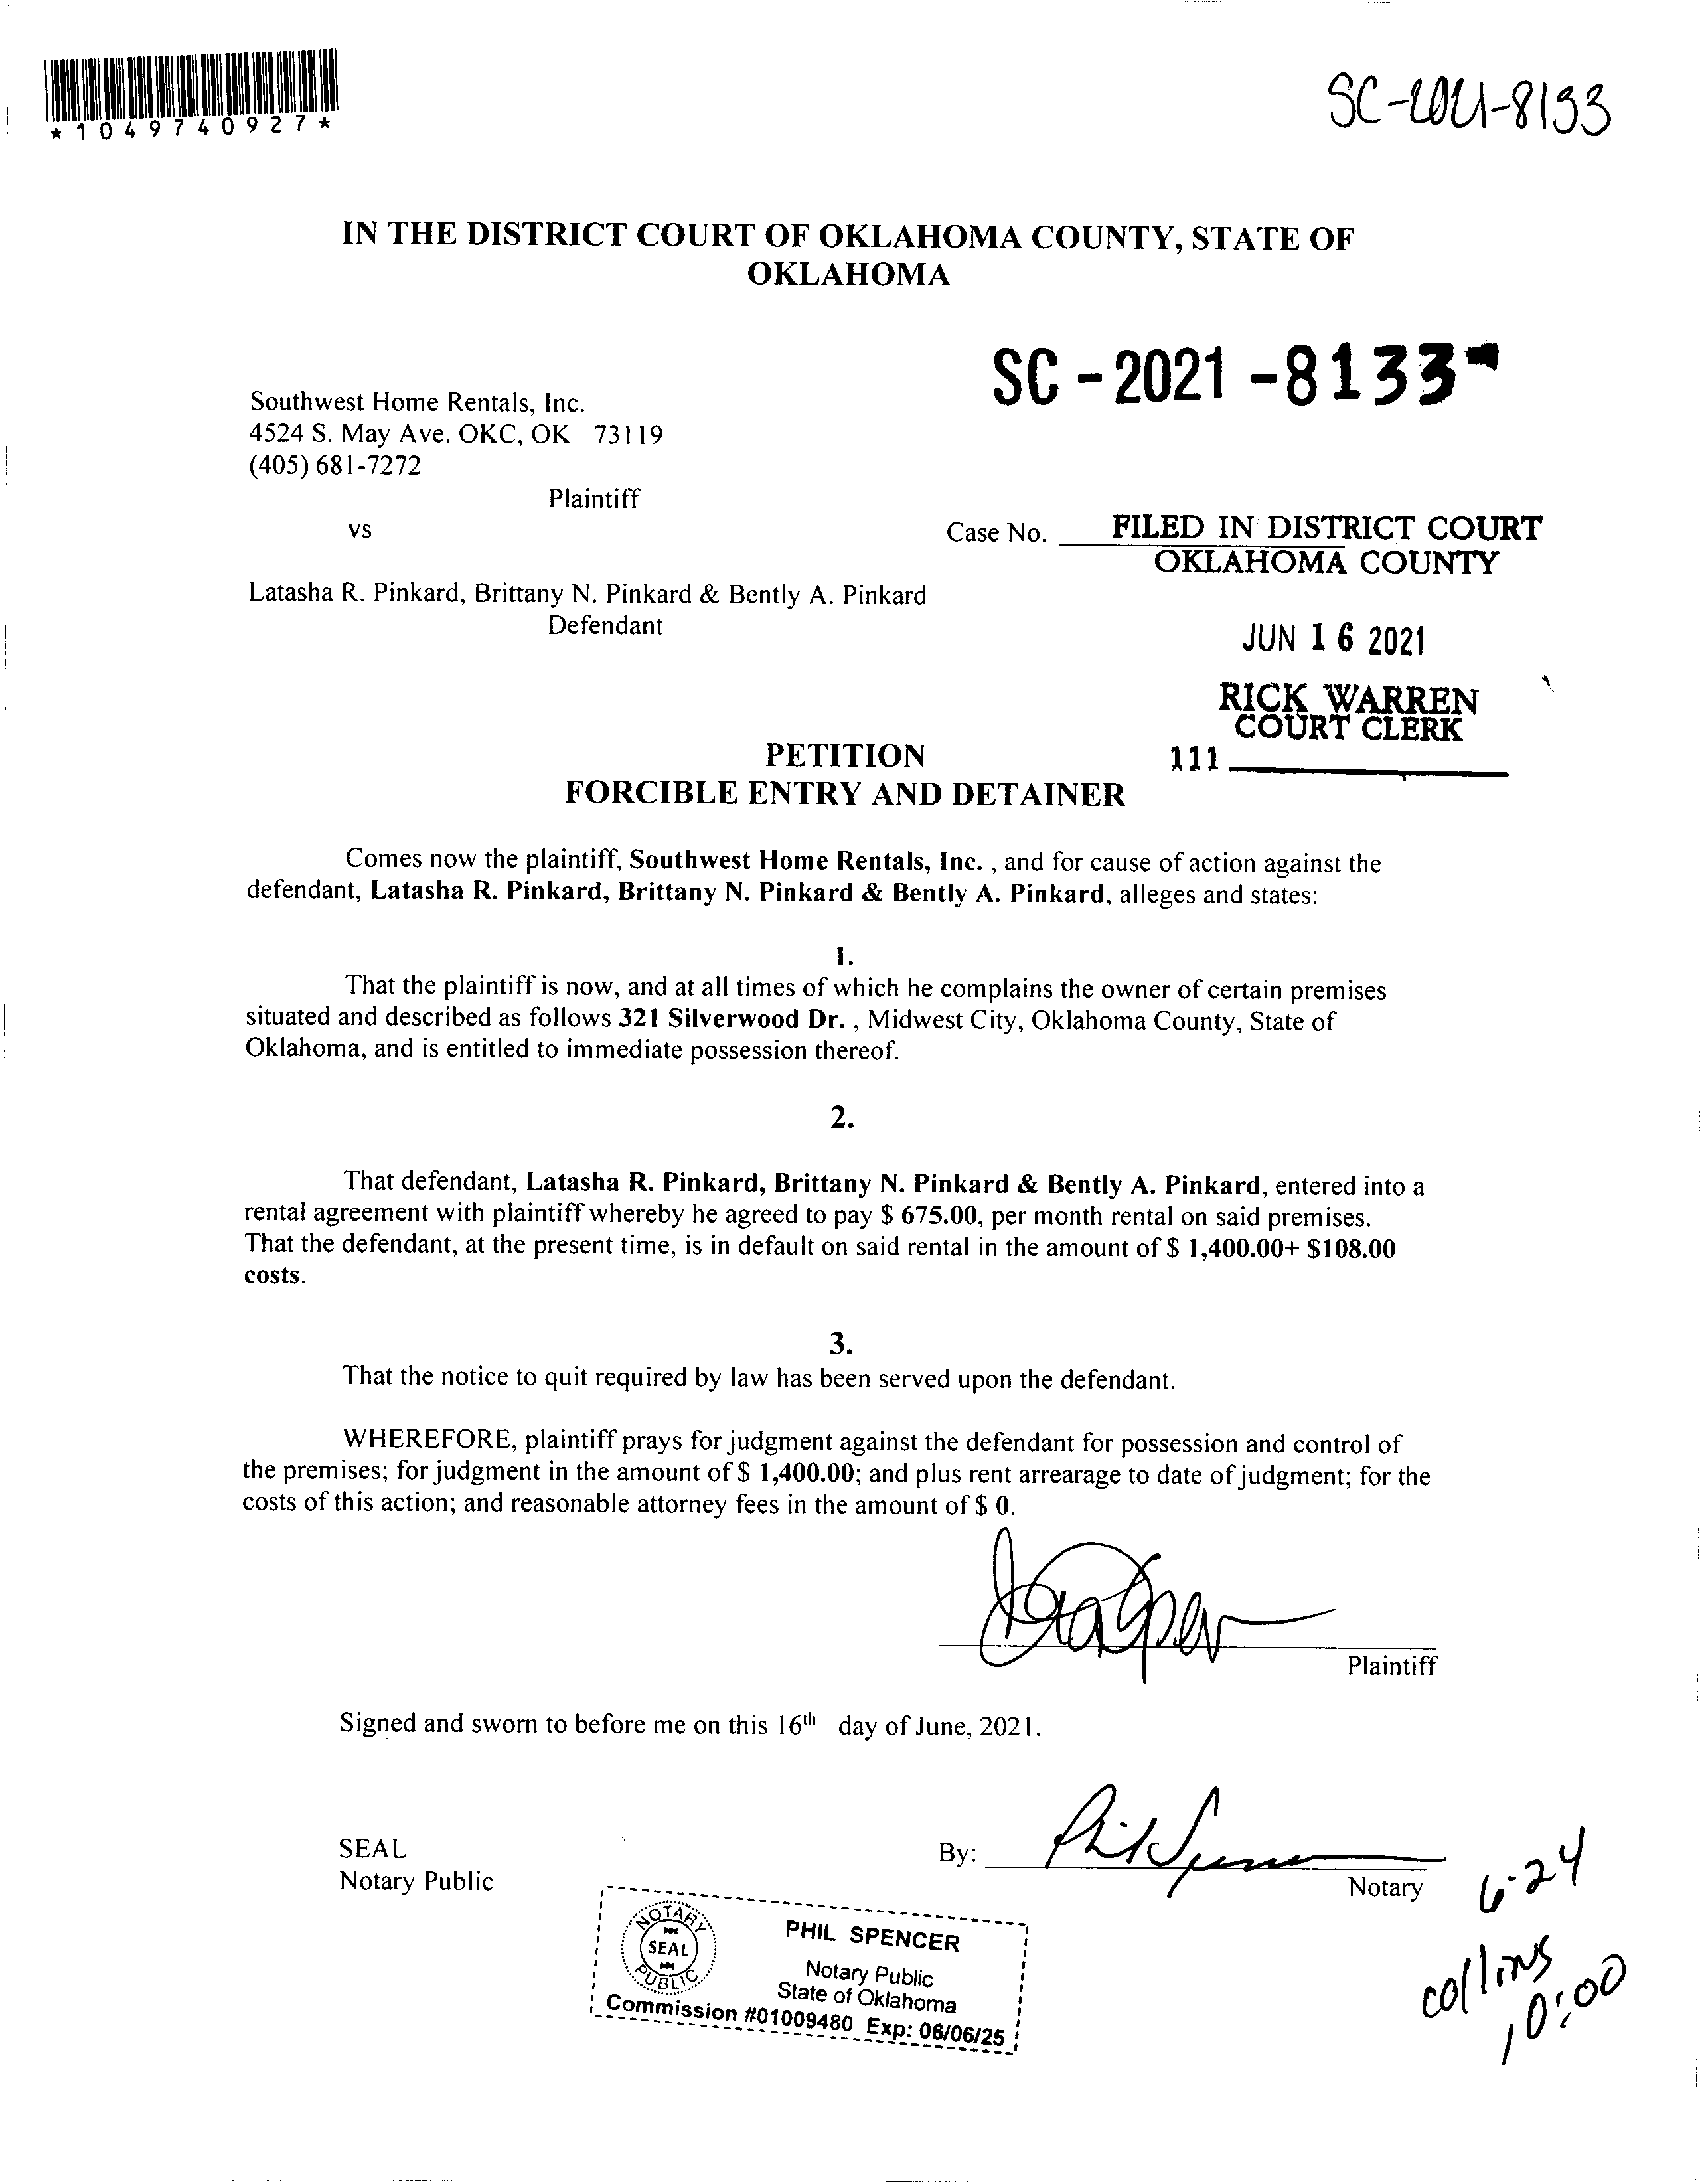 *1049740927*
SC-2021-8133
IN THE DISTRICT COURT OF OKLAHOMA COUNTY, STATE OF
OKLAHOMA
SC-2021-8133
Southwest Home Rentals, Inc.
4524 S. May Ave. OKC, OK 73119
(405) 681-7272
Plaintiff
vs
Case No.
FILED IN DISTRICT COURT
OKLAHOMA COUNTY
Latasha R. Pinkard, Brittany N. Pinkard & Bently A. Pinkard
Defendant
JUN 16 2021
RICK WARREN
COURT CLERK
111
PETITION
FORCIBLE ENTRY AND DETAINER
Comes now the plaintiff, Southwest Home Rentals, Inc. , and for cause of action against the
defendant, Latasha R. Pinkard, Brittany N. Pinkard & Bently A. Pinkard, alleges and states:
1.
That the plaintiff is now, and at all times of which he complains the owner of certain premises
situated and described as follows 321 Silverwood Dr. , Midwest City, Oklahoma County, State of
Oklahoma, and is entitled to immediate possession thereof.
2.
That defendant, Latasha R. Pinkard, Brittany N. Pinkard & Bently A. Pinkard, entered into a
rental agreement with plaintiff whereby he agreed to pay $ 675.00, per month rental on said premises.
That the defendant, at the present time, is in default on said rental in the amount of $ 1,400.00+ $108.00
costs.
3.
That the notice to quit required by law has been served upon the defendant.
WHEREFORE, plaintiff prays for judgment against the defendant for possession and control of
the premises; for judgment in the amount of $ 1,400.00; and plus rent arrearage to date of judgment; for the
costs of this action; and reasonable attorney fees in the amount of $ 0.
Plaintiff
Signed and sworn to before me on this 16th day of June, 2021.
SEAL
Notary Public
By: Phil Spencer
Notary
NOTARY
SEAL
PUBLIC
PHIL SPENCER
Notary Public
State of Oklahoma
Commission #01009480 Exp: 06/06/25
6-24
collins
10:00